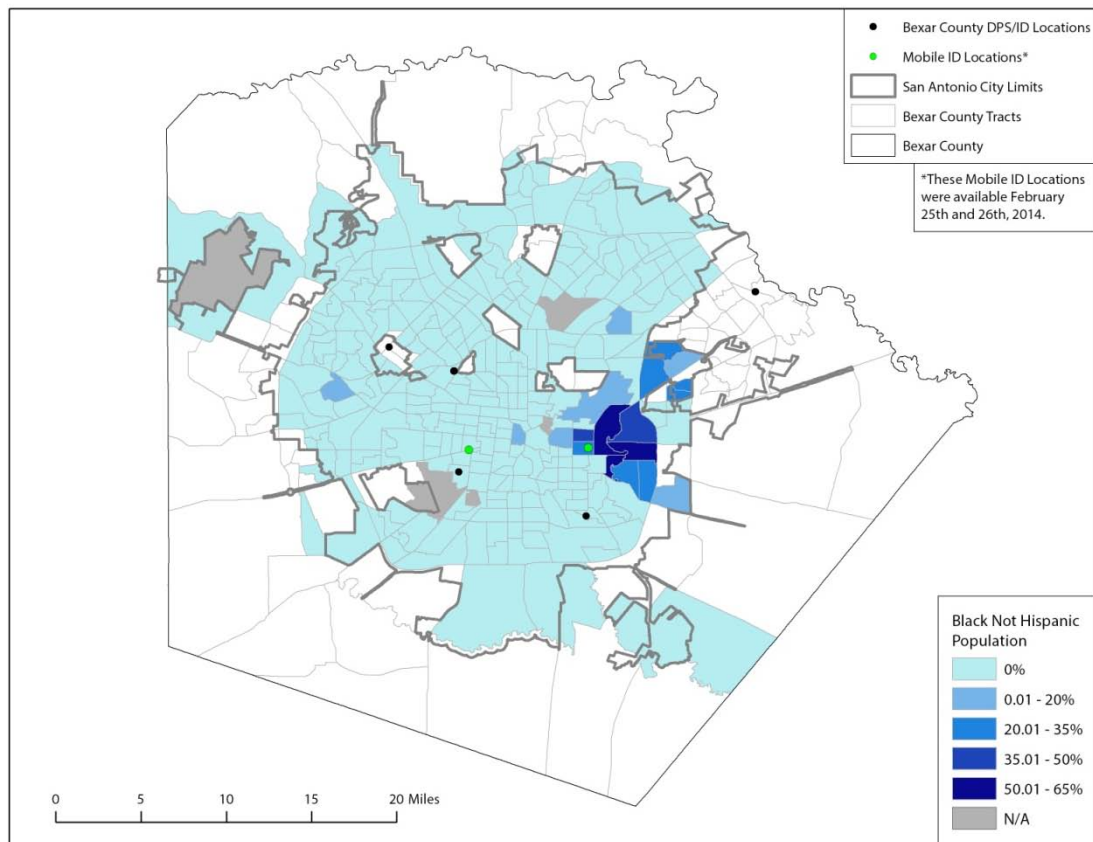 Bexar County DPS/ID Locations
Mobile ID Locations*
San Antonio City Limits
Bexar County Tracts
Bexar County
*These Mobile ID Locations
were available February
25th and 26th, 2014.
Black Not Hispanic
Population
0%
0.01 - 20%
20.01 - 35%
35.01 - 50%
50.01 - 65%
N/A
0 5 10 15 20 Miles